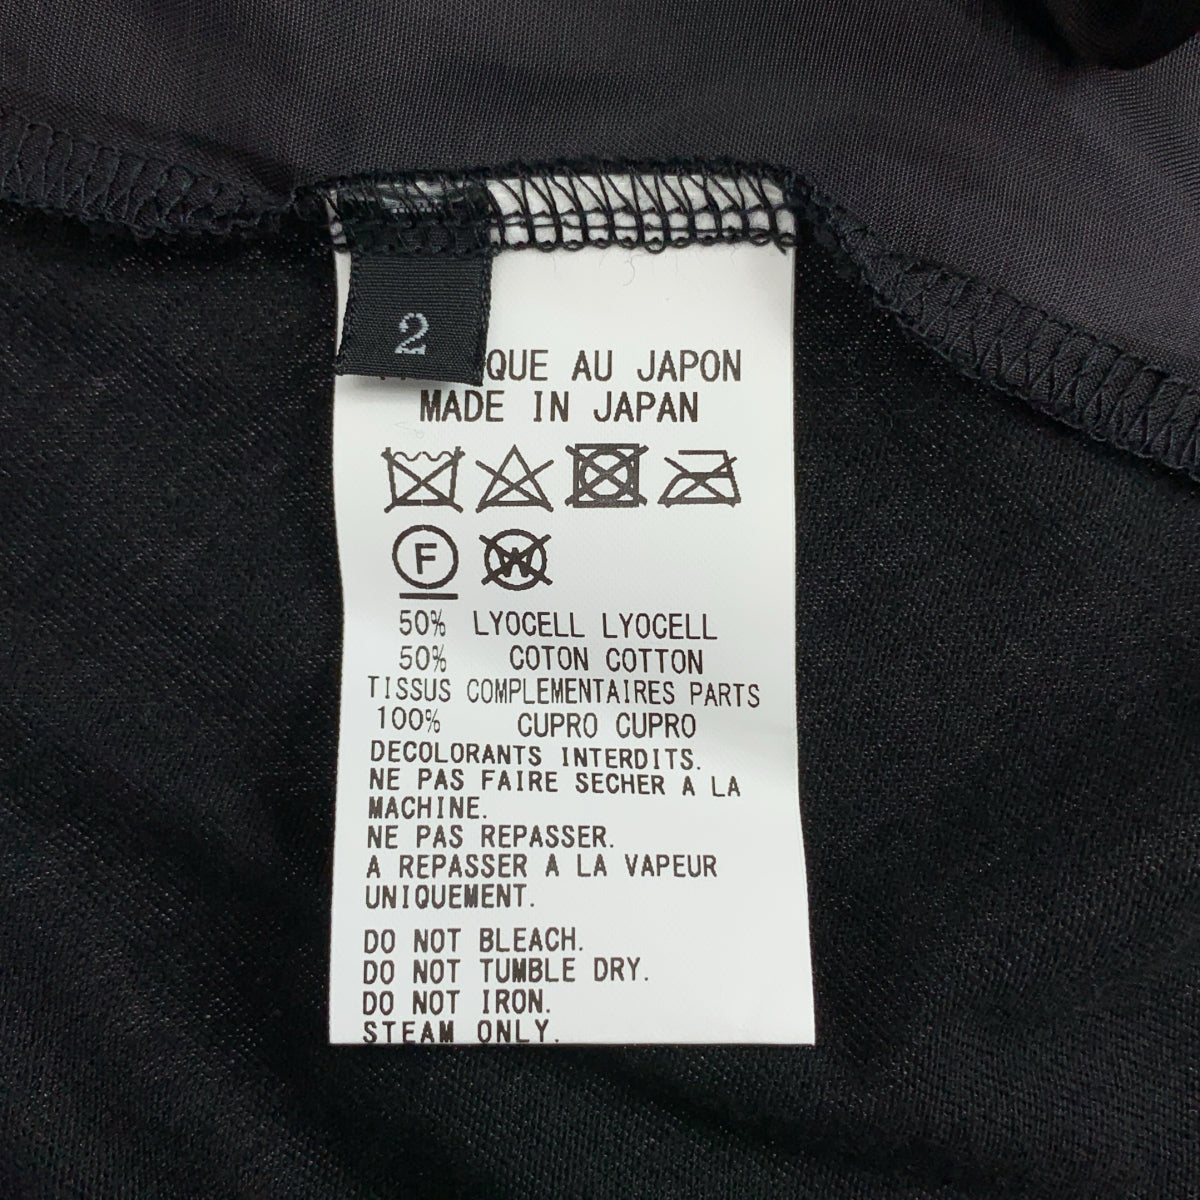 2
QUE AU JAPON
MADE IN JAPAN
F W
50% LYOCELL LYOCELL
50% COTON COTTON
TISSUS COMPLEMENTAIRES PARTS
100% CUPRO CUPRO
DECOLORANTS INTERDITS.
NE PAS FAIRE SECHER A LA
MACHINE.
NE PAS REPASSER.
A REPASSER A LA VAPEUR
UNIQUEMENT.
DO NOT BLEACH.
DO NOT TUMBLE DRY.
DO NOT IRON.
STEAM ONLY.